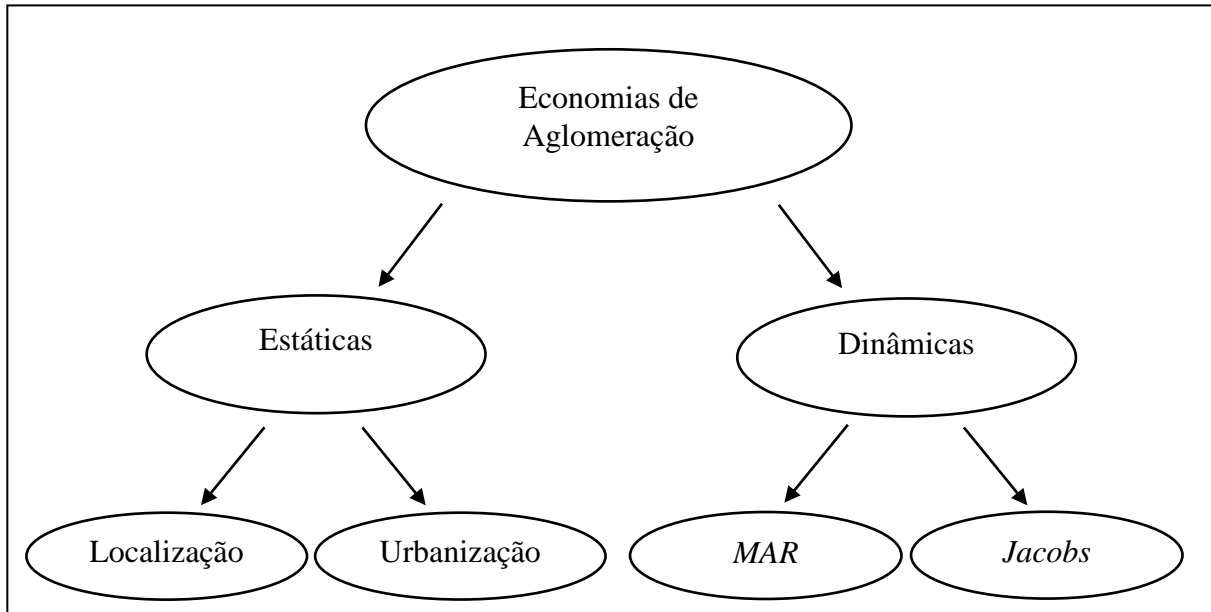 Economias de
Aglomeração
Estáticas
Dinâmicas
Localização
Urbanização
MAR
Jacobs